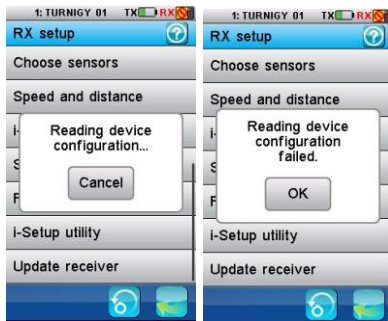 1: TURNIGY 01 TX RX
RX setup
?
Choose sensors
Speed and distance
i-
Reading device
configuration...
S
Cancel
F
i-Setup utility
Update receiver
1: TURNIGY 01 TX RX
RX setup
?
Choose sensors
Speed and distance
i-
Reading device
configuration
failed.
S
OK
F
i-Setup utility
Update receiver